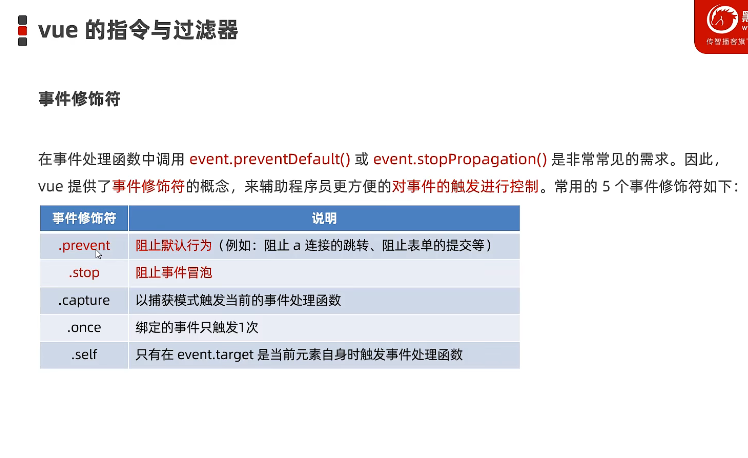 vue 的指令与过滤器
传智播客旗
事件修饰符
在事件处理函数中调用 event.preventDefault() 或 event.stopPropagation() 是非常常见的需求。因此，
vue 提供了事件修饰符的概念，来辅助程序员更方便的对事件的触发进行控制。常用的 5 个事件修饰符如下：
事件修饰符 说明
.prevent 阻止默认行为（例如：阻止 a 连接的跳转、阻止表单的提交等）
.stop 阻止事件冒泡
.capture 以捕获模式触发当前的事件处理函数
.once 绑定的事件只触发1次
.self 只有在 event.target 是当前元素自身时触发事件处理函数